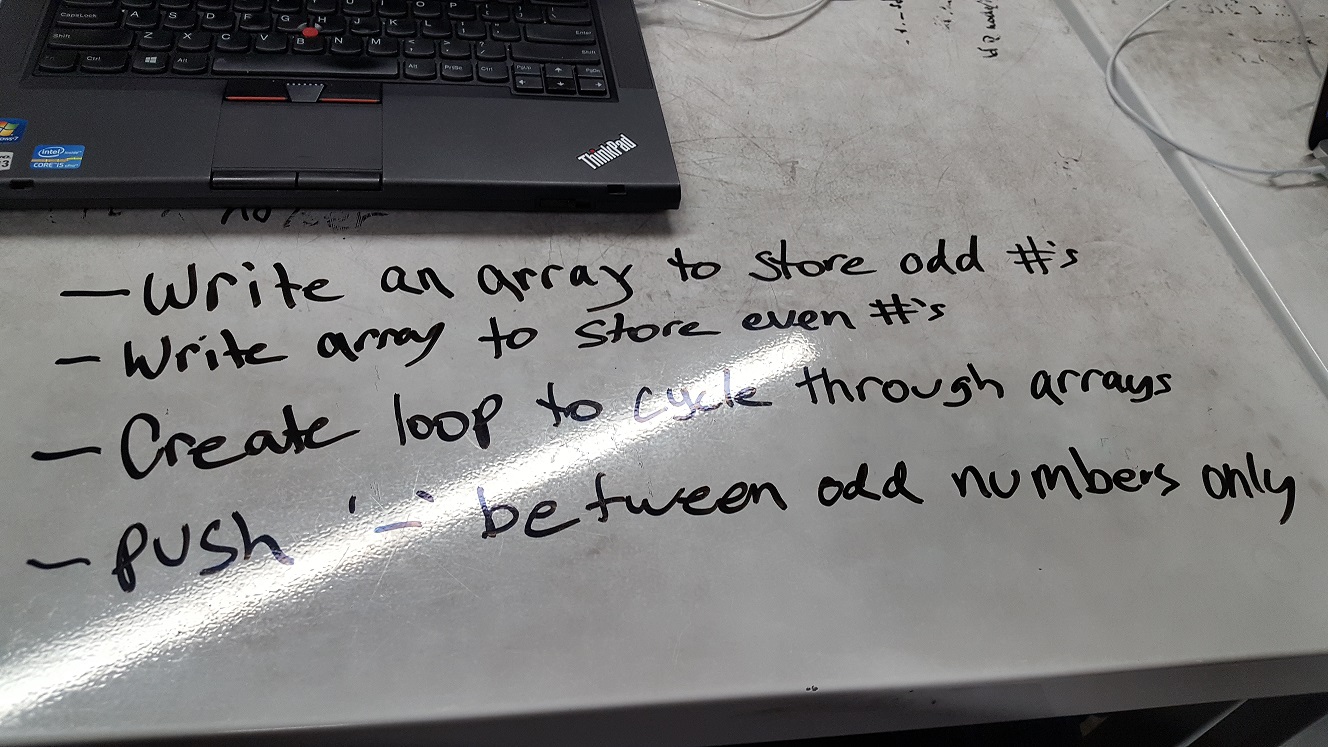 CapsLock A S D F G H J K L
Shift Z X C V B N M Shift
Enter
Ctrl Alt Alt PrtSc Ctrl PgUp PgDn
intel inside
CORE i5 vPro
ThinkPad
– Write an array to store odd #'s
– Write array to store even #'s
– Create loop to cycle through arrays
– push '-' between odd numbers only